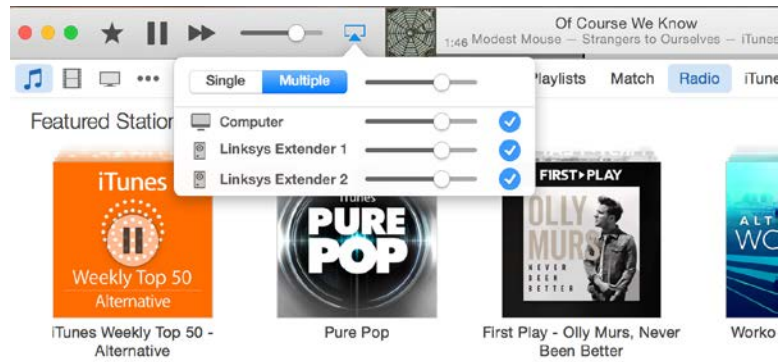 Of Course We Know
1:46 Modest Mouse — Strangers to Ourselves — iTunes
Single Multiple
Playlists Match Radio iTune
Featured Station
Computer
Linksys Extender 1
Linksys Extender 2
iTunes
Weekly Top 50
Alternative
iTunes
PURE
POP
FIRST PLAY
OLLY
MURS
NEVER
BEEN
BETTER
ALT
WO
iTunes Weekly Top 50 -
Alternative
Pure Pop
First Play - Olly Murs, Never
Been Better
Worko